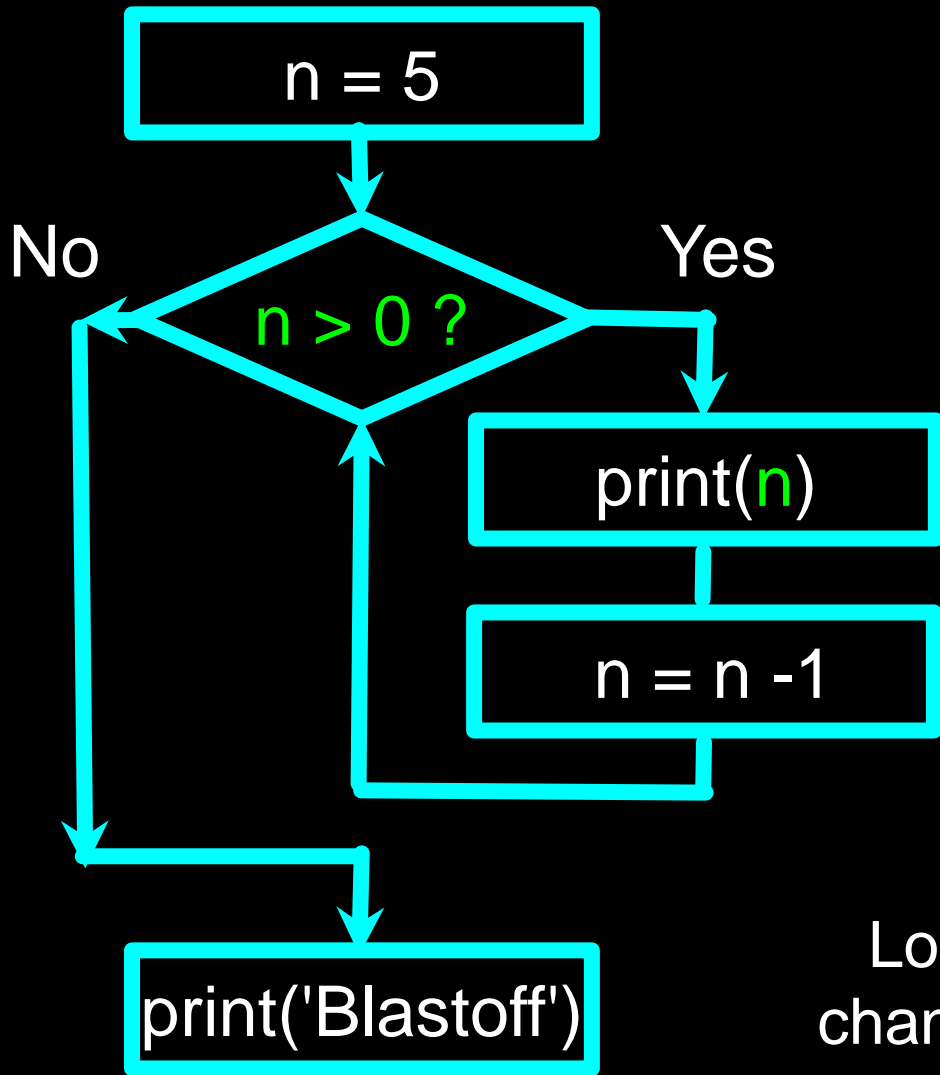 n = 5
No
Yes
n > 0 ?
print(n)
n = n -1
print('Blastoff')